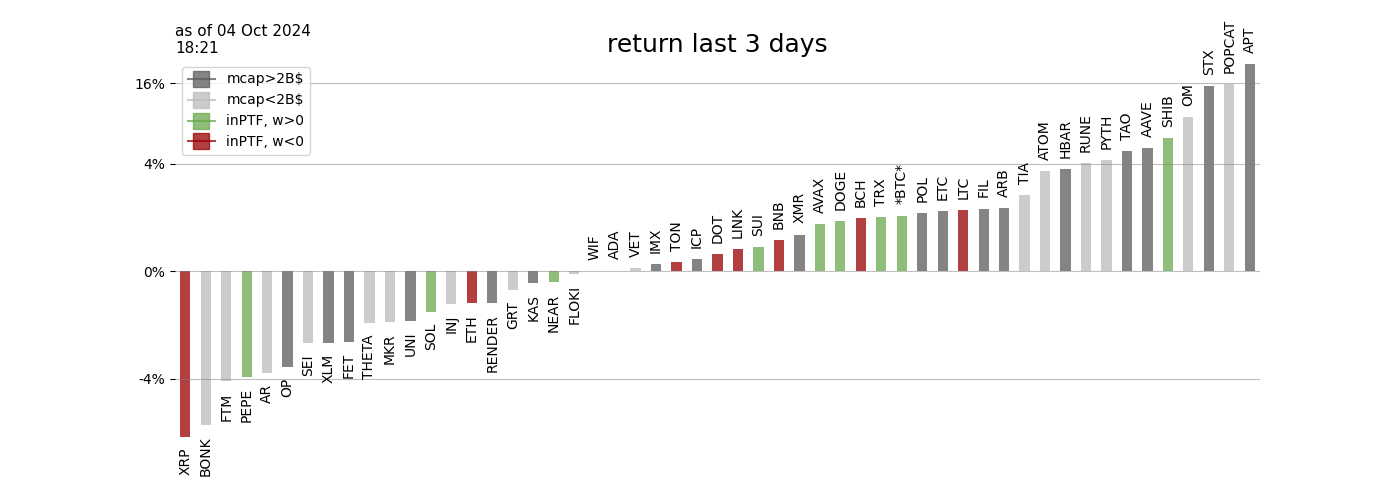 as of 04 Oct 2024
18:21
return last 3 days
mcap>2B$
mcap<2B$
inPTF, w>0
inPTF, w<0
16%
4%
0%
-4%
XRP
BONK
FTM
PEPE
AR
OP
SEI
XLM
FET
THETA
MKR
UNI
SOL
INJ
ETH
RENDER
GRT
KAS
NEAR
FLOKI
WIF
ADA
VET
IMX
TON
ICP
DOT
LINK
SUI
BNB
XMR
AVAX
DOGE
BCH
TRX
*BTC*
POL
ETC
LTC
FIL
ARB
TIA
ATOM
HBAR
RUNE
PYTH
TAO
AAVE
SHIB
OM
STX
POPCAT
APT